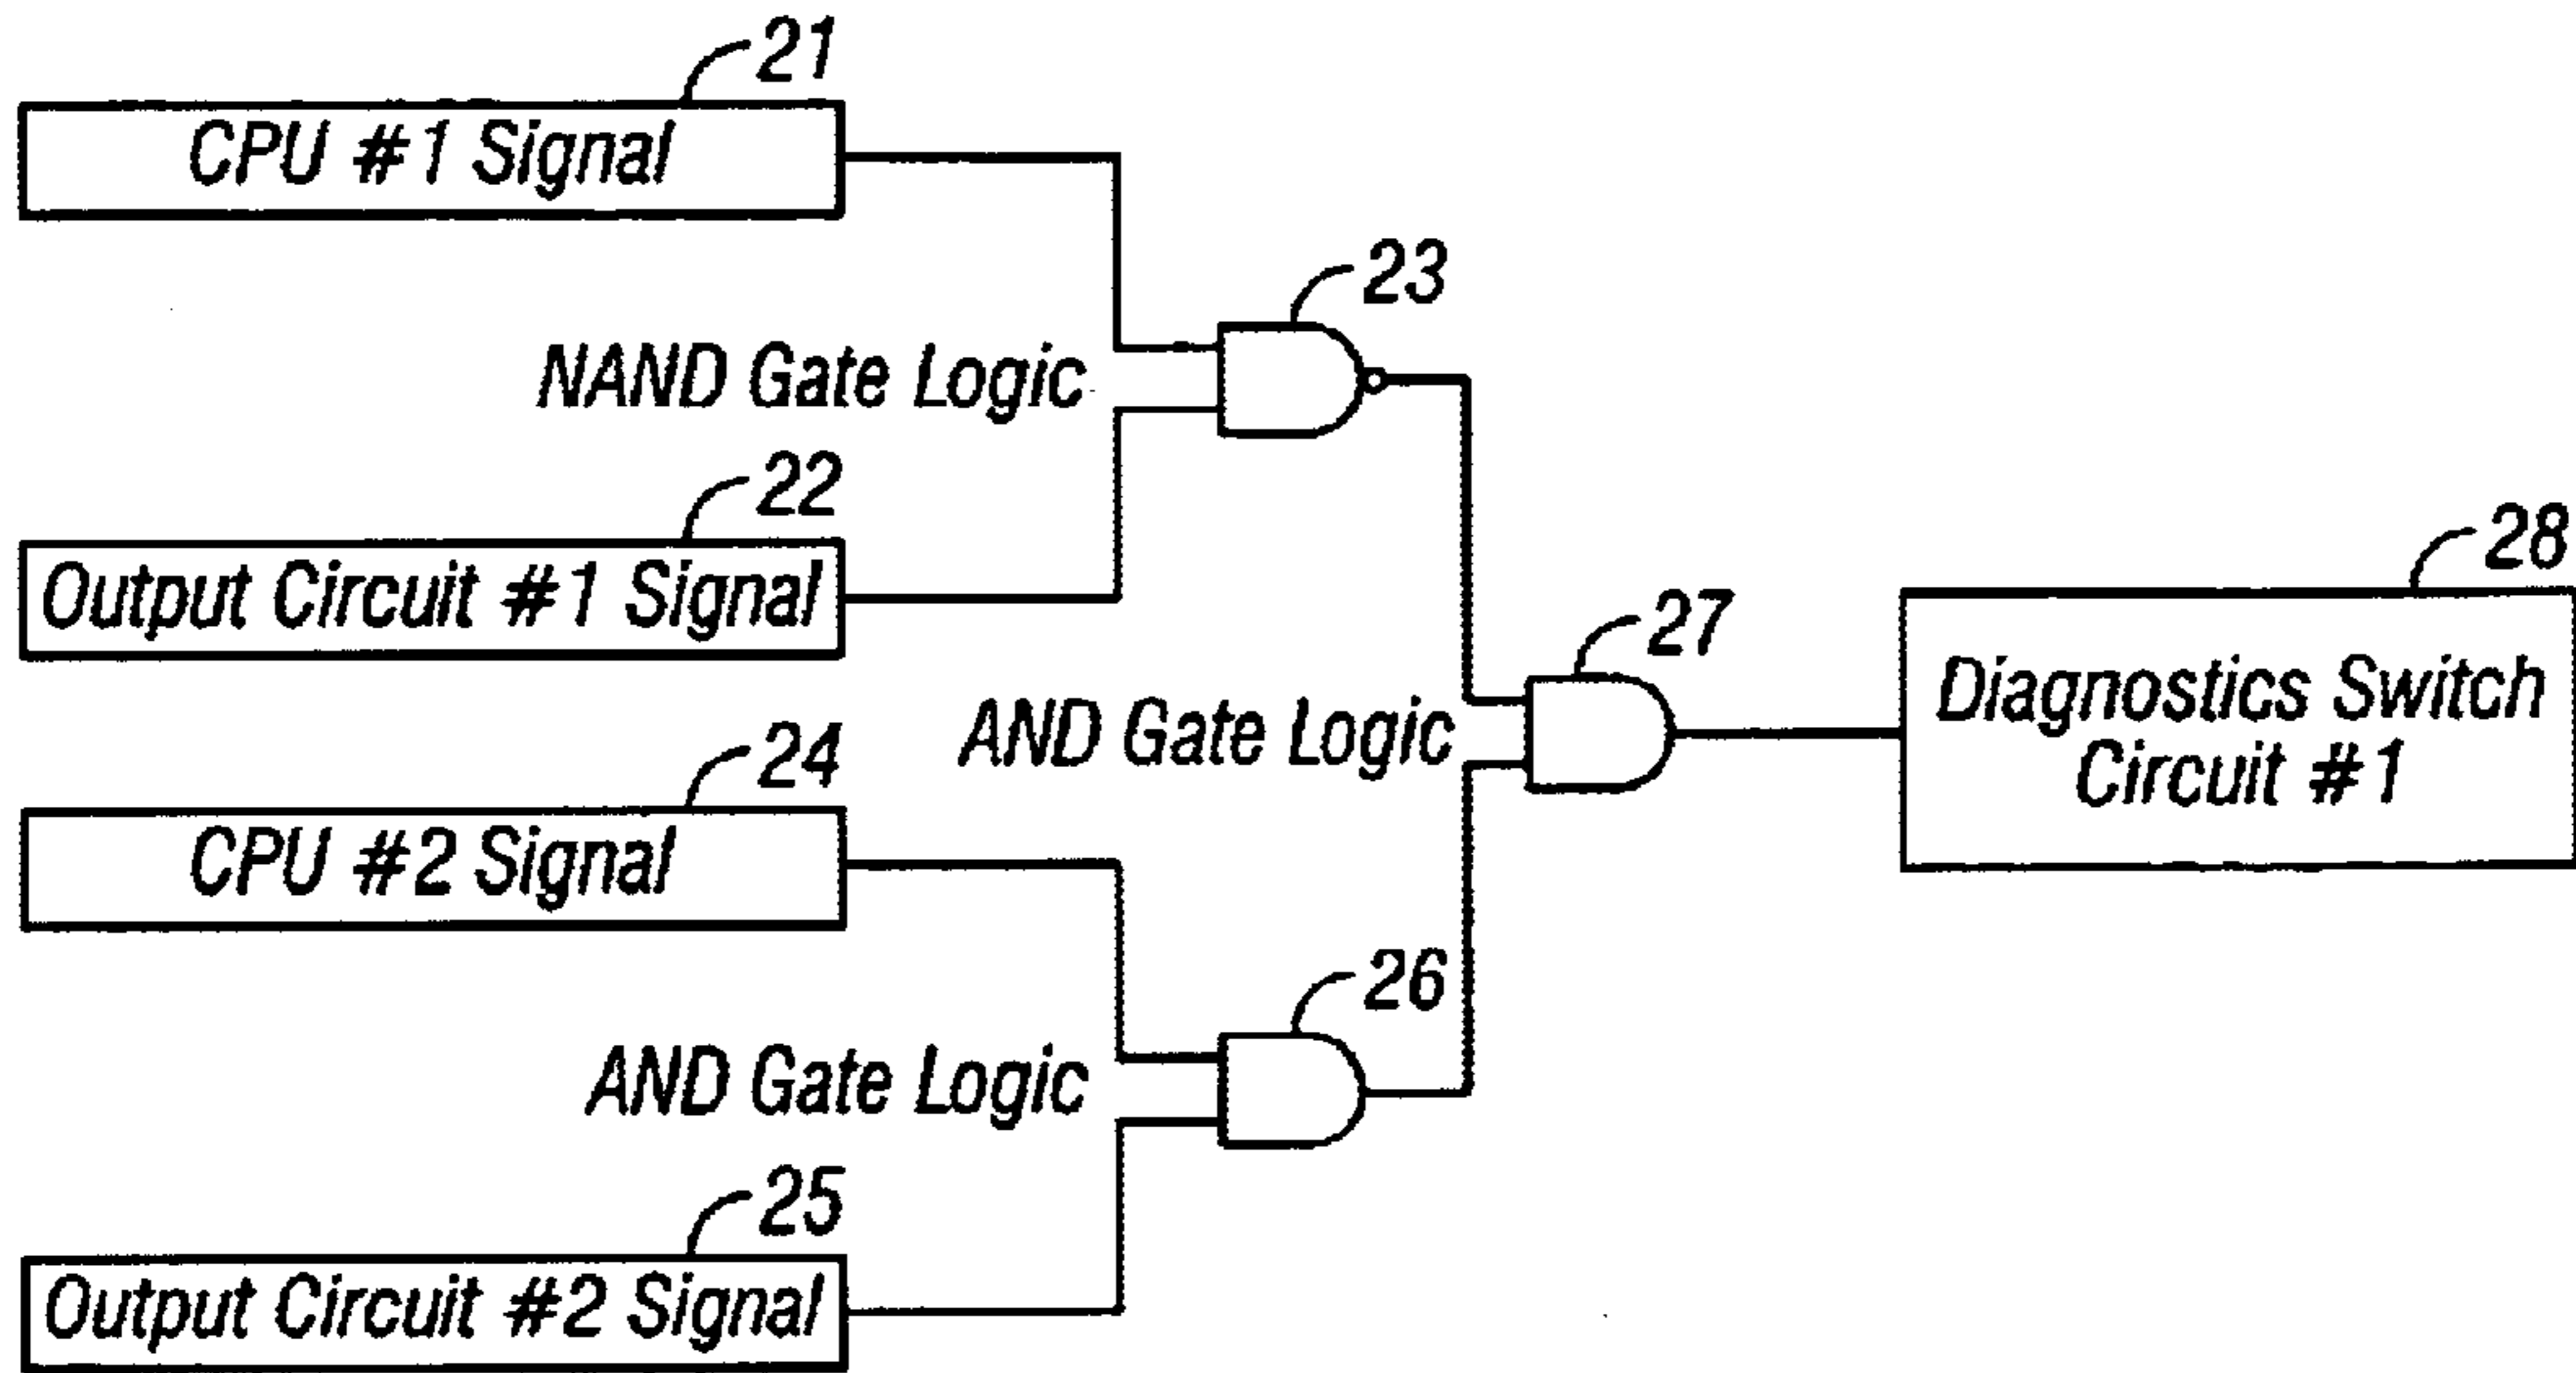 21
CPU #1 Signal
23
NAND Gate Logic
22
Output Circuit #1 Signal
28
27
Diagnostics Switch
Circuit #1
AND Gate Logic
24
CPU #2 Signal
26
AND Gate Logic
25
Output Circuit #2 Signal